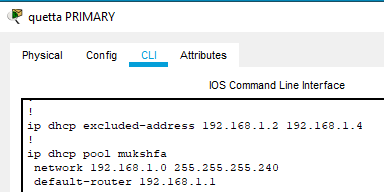 quetta PRIMARY
Physical Config CLI Attributes
IOS Command Line Interface
!
ip dhcp excluded-address 192.168.1.2 192.168.1.4
!
ip dhcp pool mukshfa
network 192.168.1.0 255.255.255.240
default-router 192.168.1.1